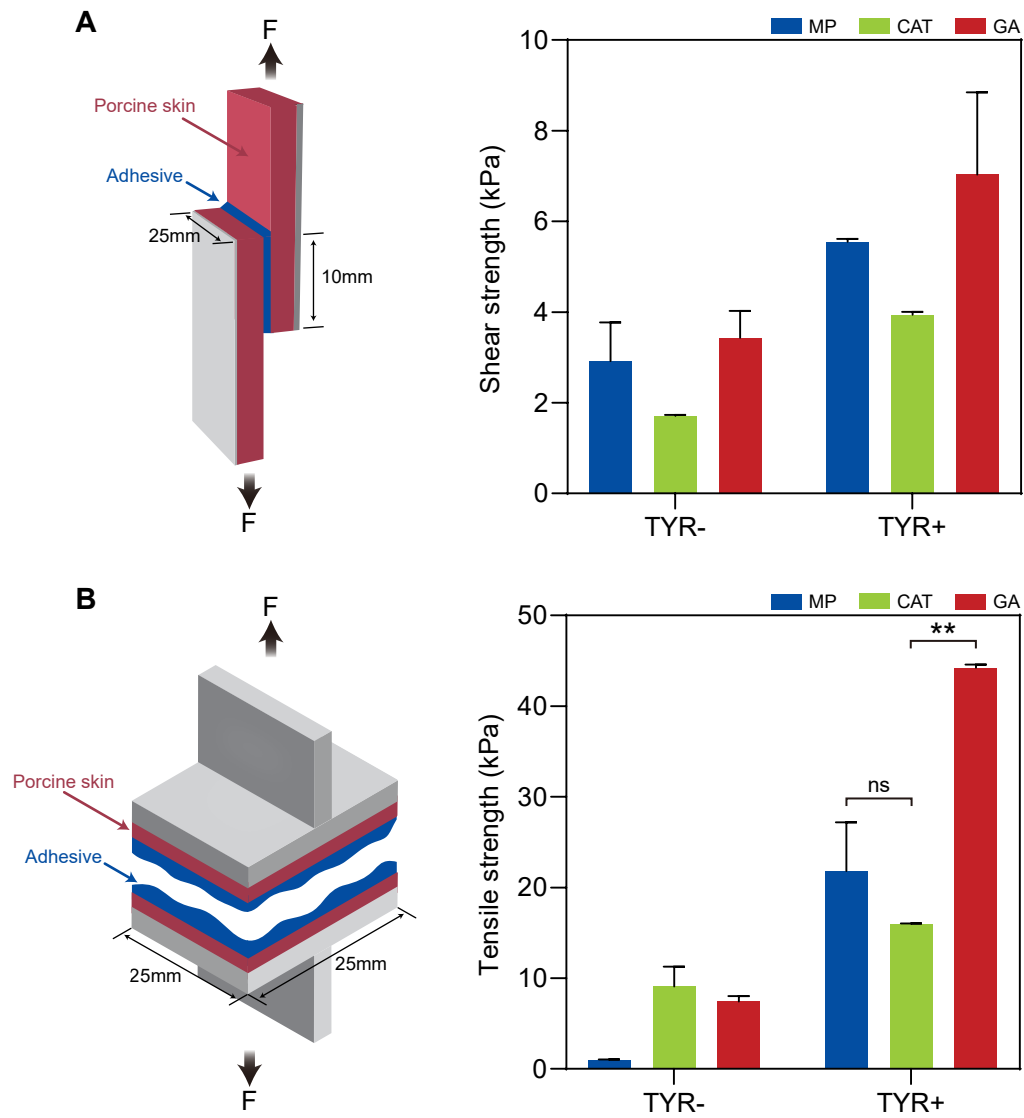 A
F
Porcine skin
Adhesive
25mm
10mm
F
MP CAT GA
Shear strength (kPa)
10
8
6
4
2
0
TYR- TYR+
B
F
Porcine skin
Adhesive
25mm 25mm
F
MP CAT GA
Tensile strength (kPa)
50
40
30
20
10
0
**
ns
TYR- TYR+